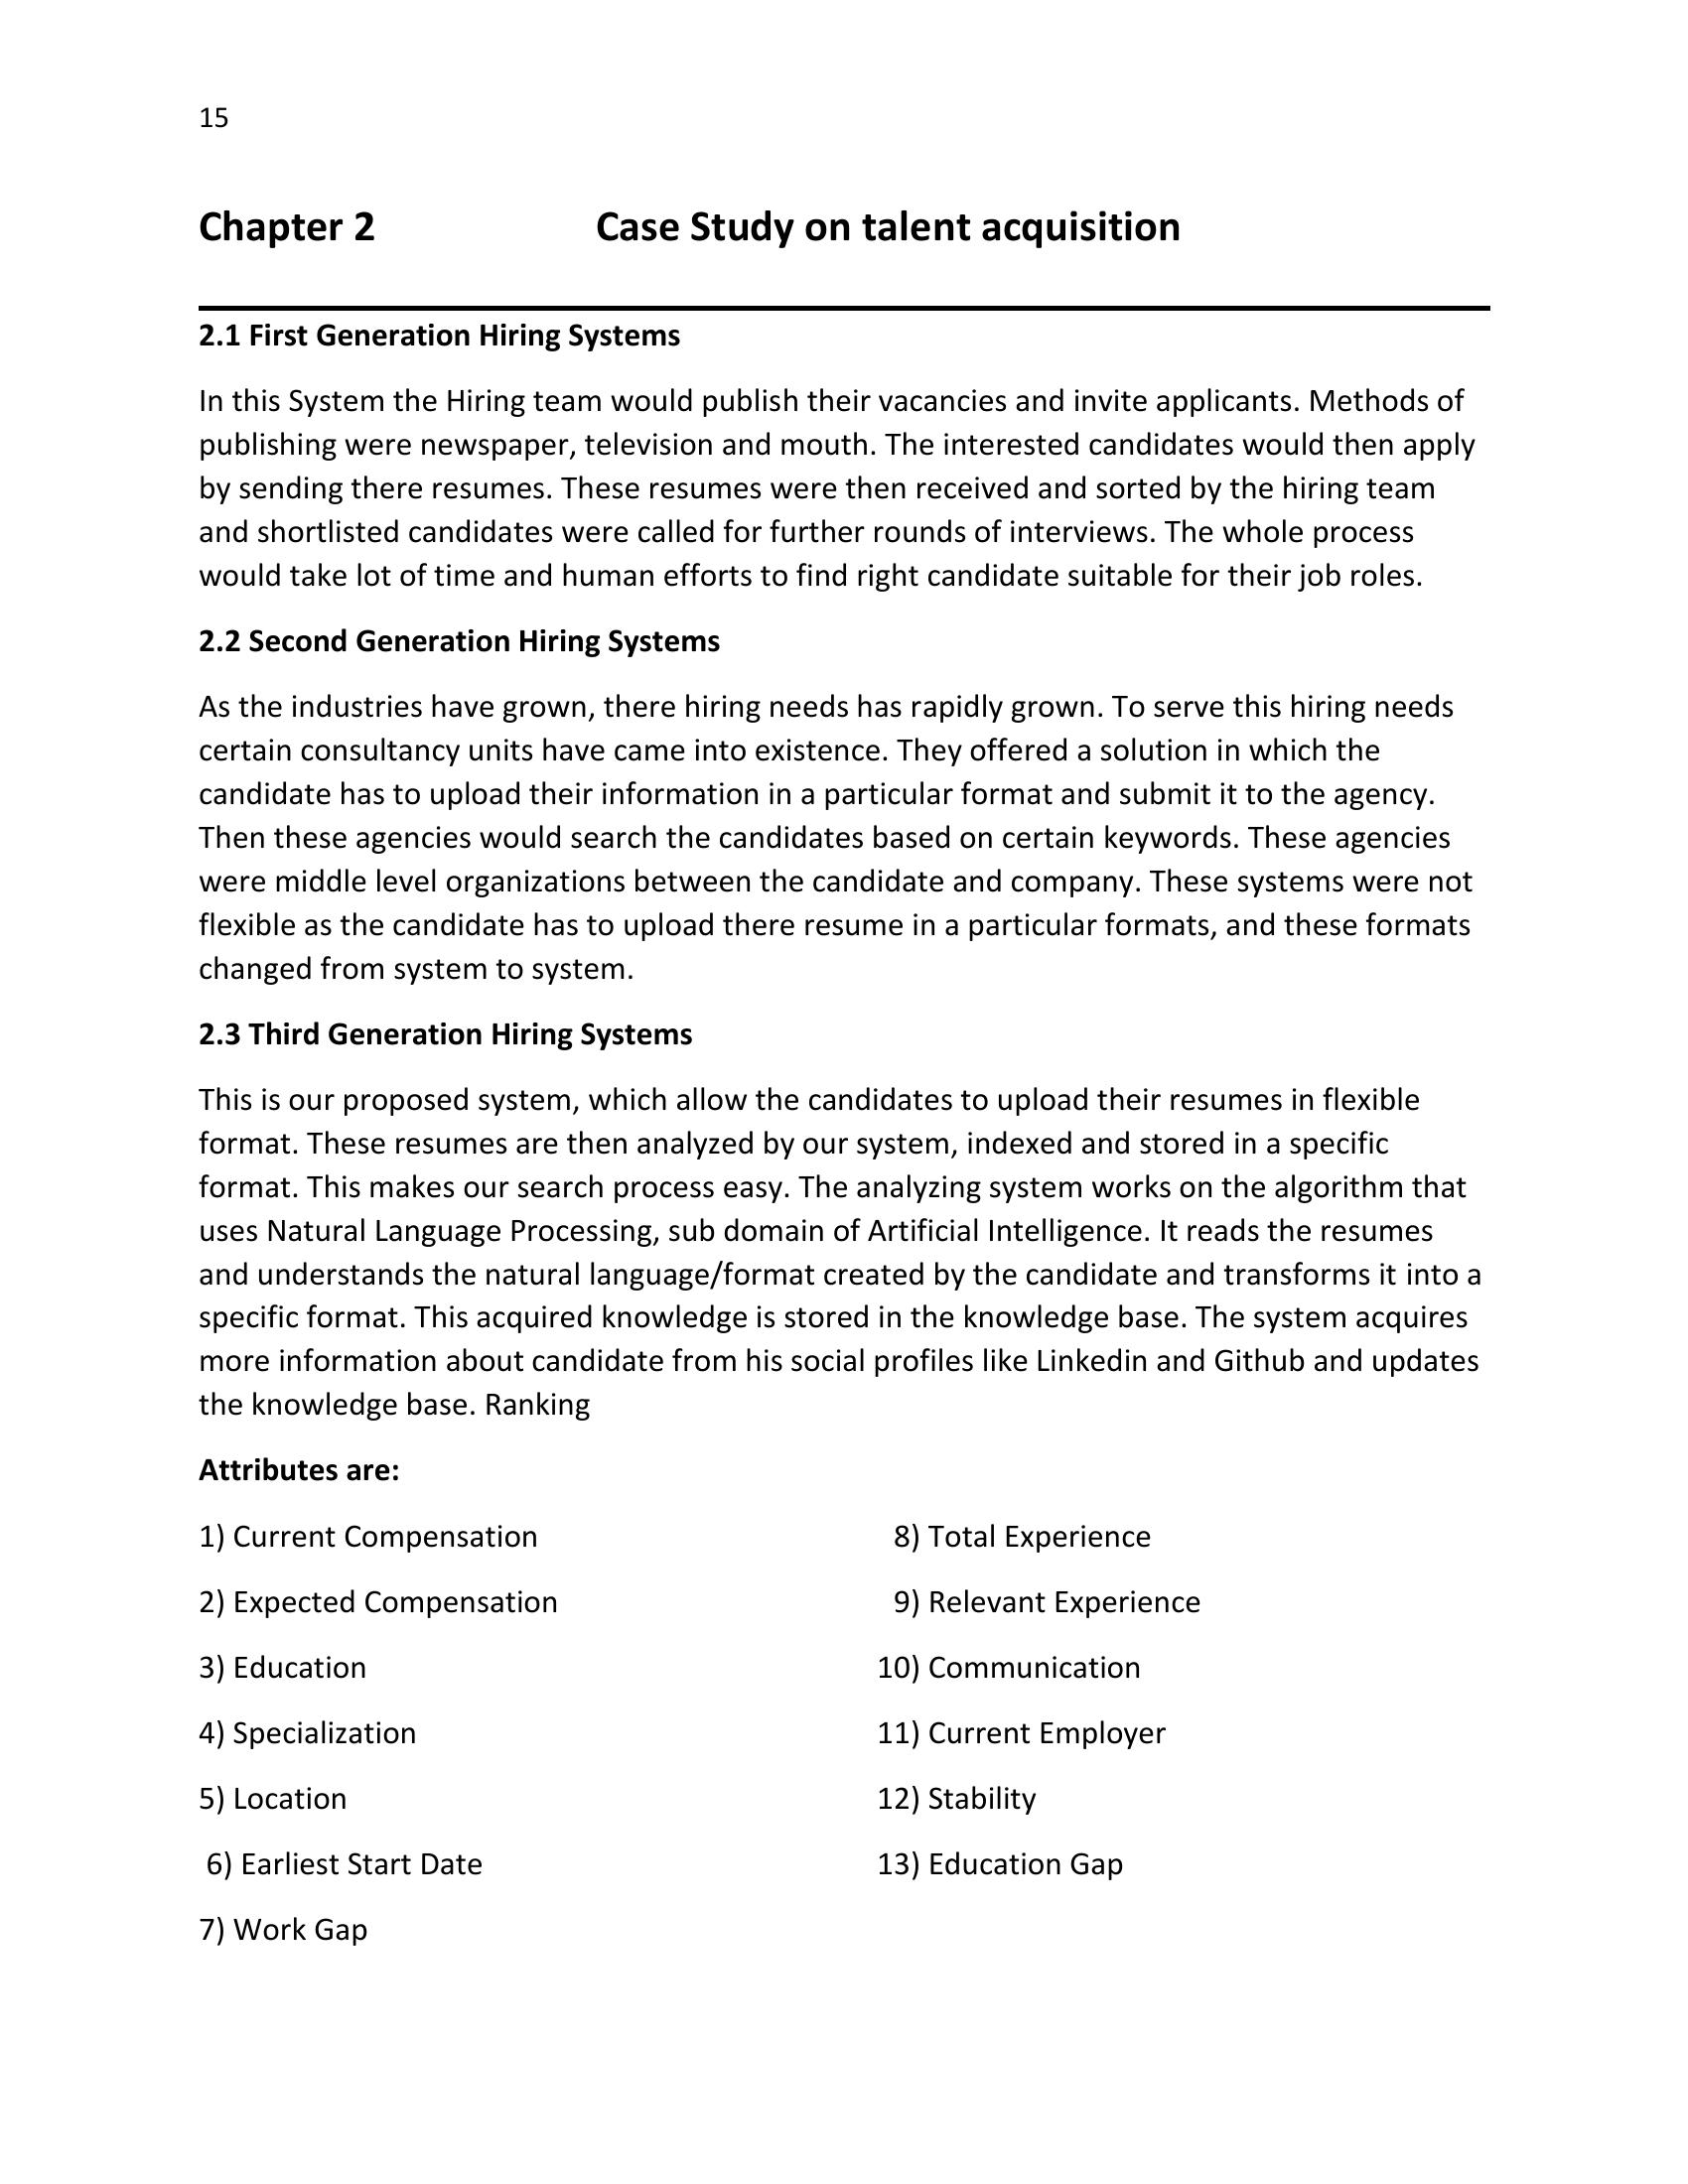 15
Chapter 2 Case Study on talent acquisition
2.1 First Generation Hiring Systems
In this System the Hiring team would publish their vacancies and invite applicants. Methods of
publishing were newspaper, television and mouth. The interested candidates would then apply
by sending there resumes. These resumes were then received and sorted by the hiring team
and shortlisted candidates were called for further rounds of interviews. The whole process
would take lot of time and human efforts to find right candidate suitable for their job roles.
2.2 Second Generation Hiring Systems
As the industries have grown, there hiring needs has rapidly grown. To serve this hiring needs
certain consultancy units have came into existence. They offered a solution in which the
candidate has to upload their information in a particular format and submit it to the agency.
Then these agencies would search the candidates based on certain keywords. These agencies
were middle level organizations between the candidate and company. These systems were not
flexible as the candidate has to upload there resume in a particular formats, and these formats
changed from system to system.
2.3 Third Generation Hiring Systems
This is our proposed system, which allow the candidates to upload their resumes in flexible
format. These resumes are then analyzed by our system, indexed and stored in a specific
format. This makes our search process easy. The analyzing system works on the algorithm that
uses Natural Language Processing, sub domain of Artificial Intelligence. It reads the resumes
and understands the natural language/format created by the candidate and transforms it into a
specific format. This acquired knowledge is stored in the knowledge base. The system acquires
more information about candidate from his social profiles like Linkedin and Github and updates
the knowledge base. Ranking
Attributes are:
1) Current Compensation 8) Total Experience
2) Expected Compensation 9) Relevant Experience
3) Education 10) Communication
4) Specialization 11) Current Employer
5) Location 12) Stability
6) Earliest Start Date 13) Education Gap
7) Work Gap